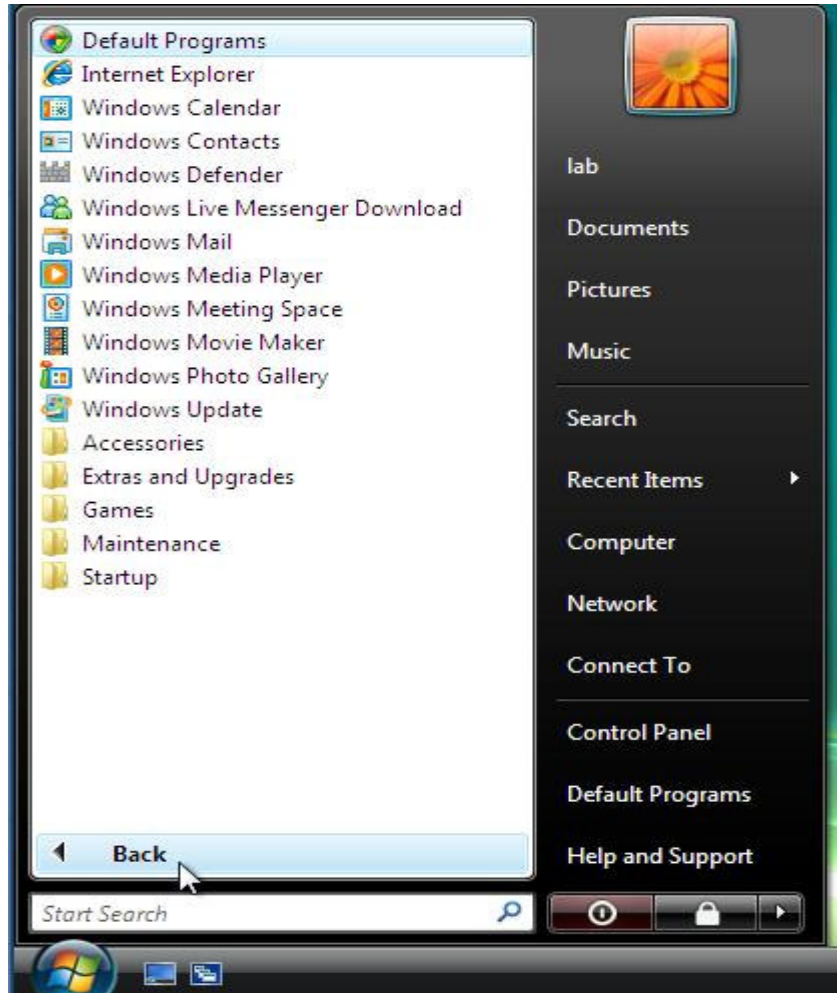 Default Programs
Internet Explorer
Windows Calendar
Windows Contacts
Windows Defender
Windows Live Messenger Download
Windows Mail
Windows Media Player
Windows Meeting Space
Windows Movie Maker
Windows Photo Gallery
Windows Update
Accessories
Extras and Upgrades
Games
Maintenance
Startup
Back
Start Search
lab
Documents
Pictures
Music
Search
Recent Items
Computer
Network
Connect To
Control Panel
Default Programs
Help and Support